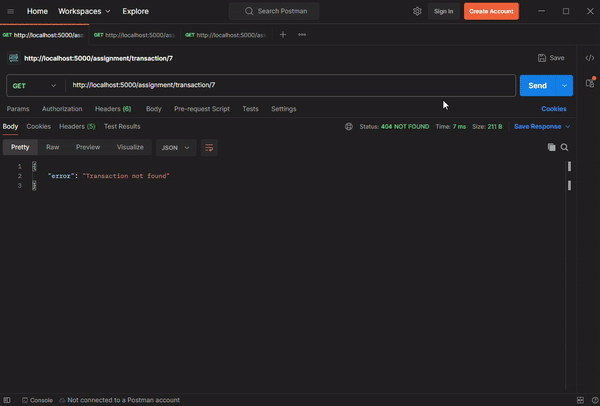 Home Workspaces Explore Search Postman Sign In Create Account
GET http://localhost:5000/ass GET http://localhost:5000/ass GET http://localhost:5000/ass
http://localhost:5000/assignment/transaction/7 Save
GET http://localhost:5000/assignment/transaction/7 Send
Params Authorization Headers (6) Body Pre-request Script Tests Settings Cookies
Body Cookies Headers (5) Test Results Status: 404 NOT FOUND Time: 7 ms Size: 211 B Save Response
Pretty Raw Preview Visualize JSON
1 {
2 "error": "Transaction not found"
3 }
Console Not connected to a Postman account